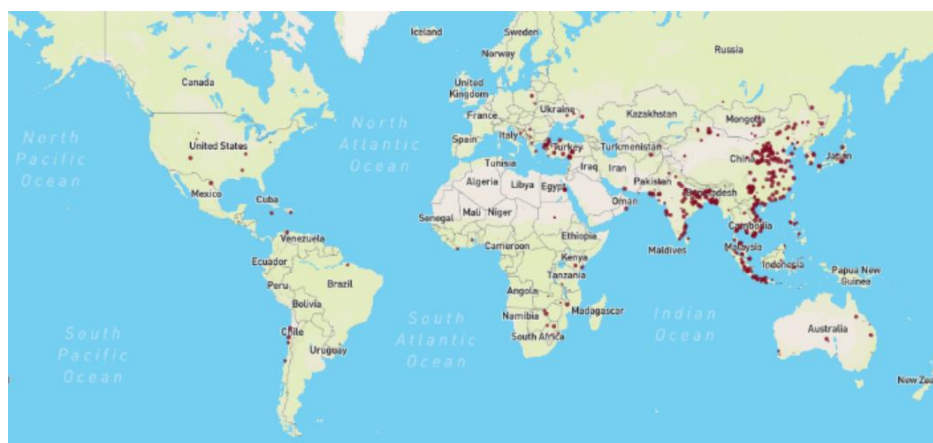 Iceland
Sweden
Norway
Russia
Canada
United
Kingdom
Ukraine
Kazakhstan
Mongolia
North
Pacific
Ocean
North
Atlantic
Ocean
France
United States
Spain
Italy
Turkey
Turkmenistan
China
Japan
Tunisia
Iraq
Iran
Algeria
Libya
Egypt
Pakistan
Bangladesh
Mexico
Cuba
Oman
Senegal
Mali
Niger
Cambodia
Venezuela
Cameroon
Ethiopia
Maldives
Malaysia
Ecuador
Kenya
Indonesia
Papua New
Guinea
Peru
Brazil
Tanzania
Bolivia
Angola
Madagascar
South
Pacific
Ocean
South
Atlantic
Ocean
Indian
Ocean
Namibia
Chile
Uruguay
South Africa
Australia
New Zea